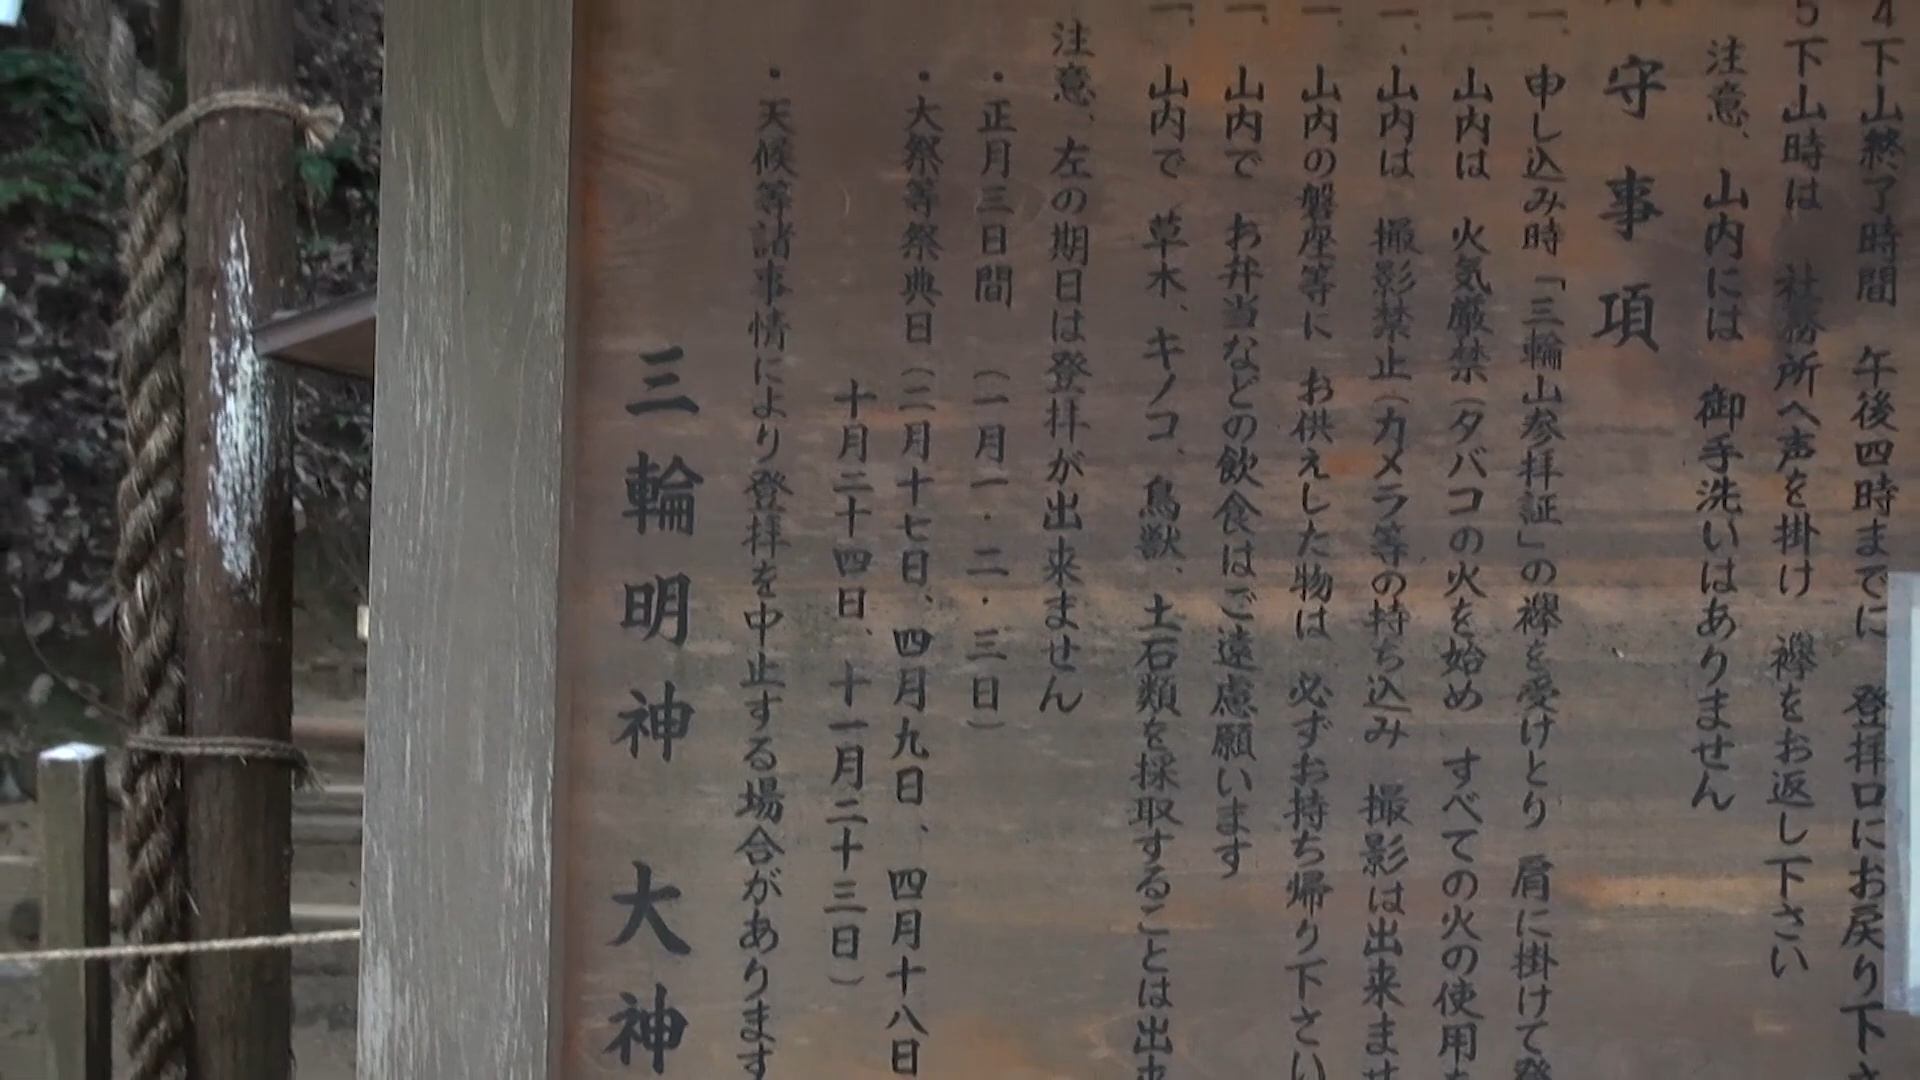 4下山終了時間 午後四時までに 登拝口にお戻り下さ
5下山時は 社務所へ声を掛け 襷をお返し下さい
注意、山内には 御手洗いはありません
守事項
一、申し込み時「三輪山参拝証」の襷を受けとり 肩に掛けて登
一、山内は 火気厳禁(タバコの火を始め すべての火の使用を
一、山内は 撮影禁止(カメラ等の持ち込み 撮影は出来ませ
一、山内の磐座等に お供えした物は 必ずお持ち帰り下さい
一、山内で お弁当などの飲食はご遠慮願います
一、山内で 草木、キノコ、鳥獣、土石類を採取することは出来
注意、左の期日は登拝が出来ません
・正月三日間 (一月一・二・三日)
・大祭等祭典日(二月十七日、四月九日、四月十八日
十月二十四日、十一月二十三日)
・天候等諸事情により登拝を中止する場合があります
三輪明神 大神